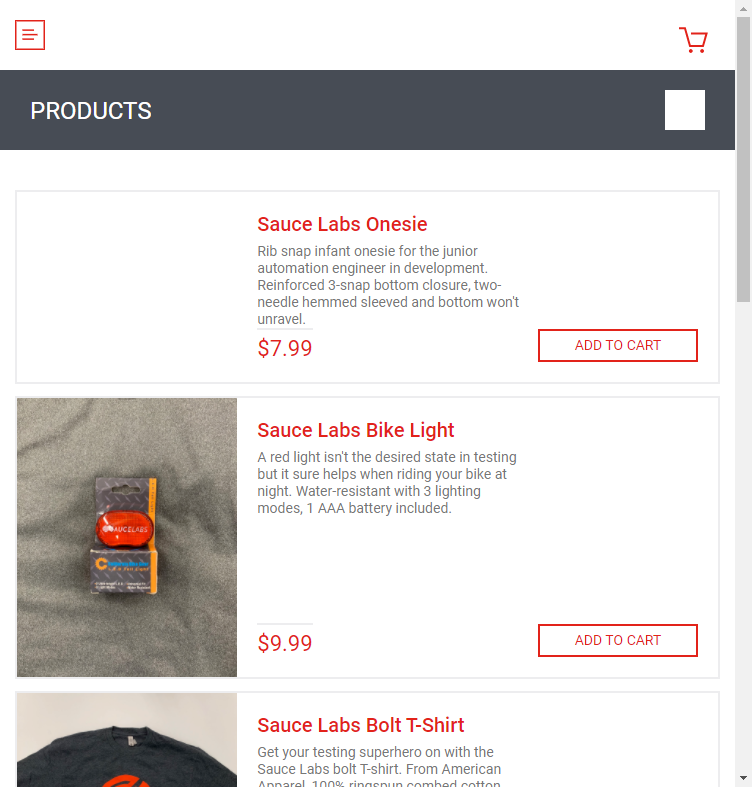 PRODUCTS
Sauce Labs Onesie
Rib snap infant onesie for the junior
automation engineer in development.
Reinforced 3-snap bottom closure, two-
needle hemmed sleeved and bottom won't
unravel.
$7.99
ADD TO CART
Sauce Labs Bike Light
A red light isn't the desired state in testing
but it sure helps when riding your bike at
night. Water-resistant with 3 lighting
modes, 1 AAA battery included.
SAUCELABS
$9.99
ADD TO CART
Sauce Labs Bolt T-Shirt
Get your testing superhero on with the
Sauce Labs bolt T-shirt. From American
Apparel, 100% ringspun combed cotton